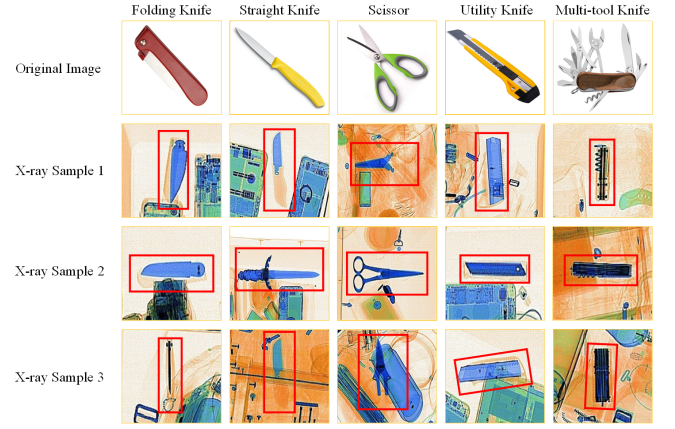 Folding Knife Straight Knife Scissor Utility Knife Multi-tool Knife
Original Image
X-ray Sample 1
X-ray Sample 2
X-ray Sample 3